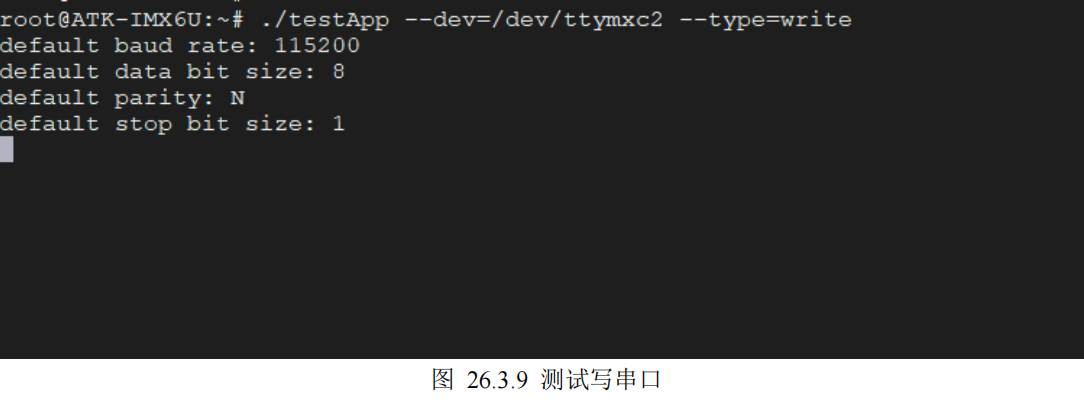 root@ATK-IMX6U:~# ./testApp --dev=/dev/ttymxc2 --type=write
default baud rate: 115200
default data bit size: 8
default parity: N
default stop bit size: 1
图 26.3.9 测试写串口